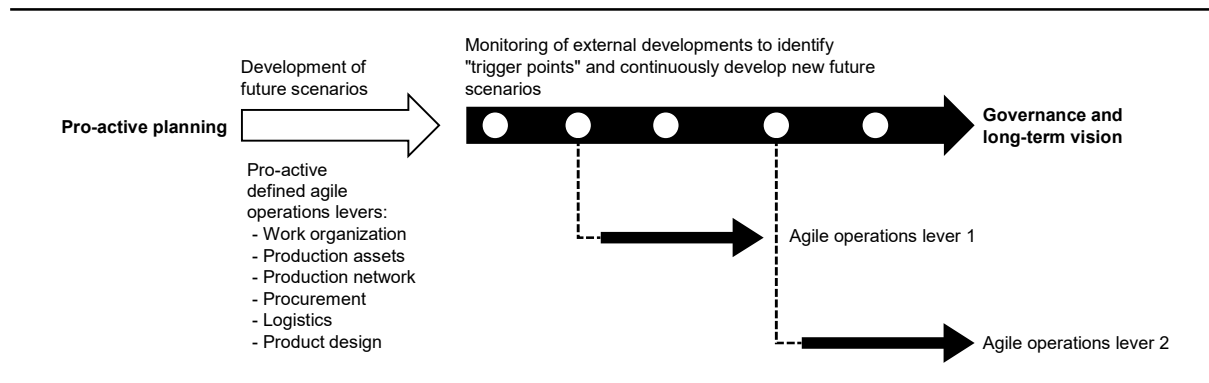 Development of
future scenarios
Monitoring of external developments to identify
"trigger points" and continuously develop new future
scenarios
Pro-active planning
Governance and
long-term vision
Pro-active
defined agile
operations levers:
- Work organization
- Production assets
- Production network
- Procurement
- Logistics
- Product design
Agile operations lever 1
Agile operations lever 2